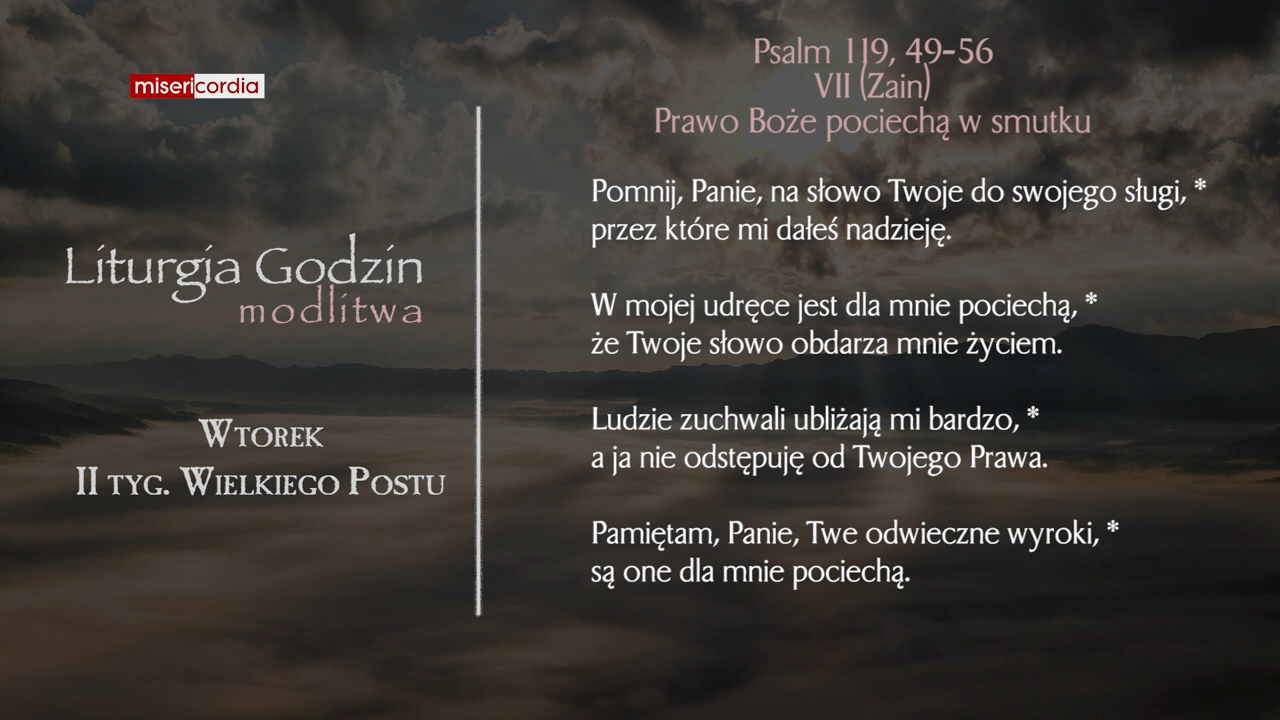 misericordia
Liturgia Godzin
modlitwa
Wtorek
II tyg. Wielkiego Postu
Psalm 119, 49-56
VII (Zain)
Prawo Boże pociechą w smutku
Pomnij, Panie, na słowo Twoje do swojego sługi, *
przez które mi dałeś nadzieję.
W mojej udręce jest dla mnie pociechą, *
że Twoje słowo obdarza mnie życiem.
Ludzie zuchwali ubliżają mi bardzo, *
a ja nie odstępuję od Twojego Prawa.
Pamiętam, Panie, Twe odwieczne wyroki, *
są one dla mnie pociechą.